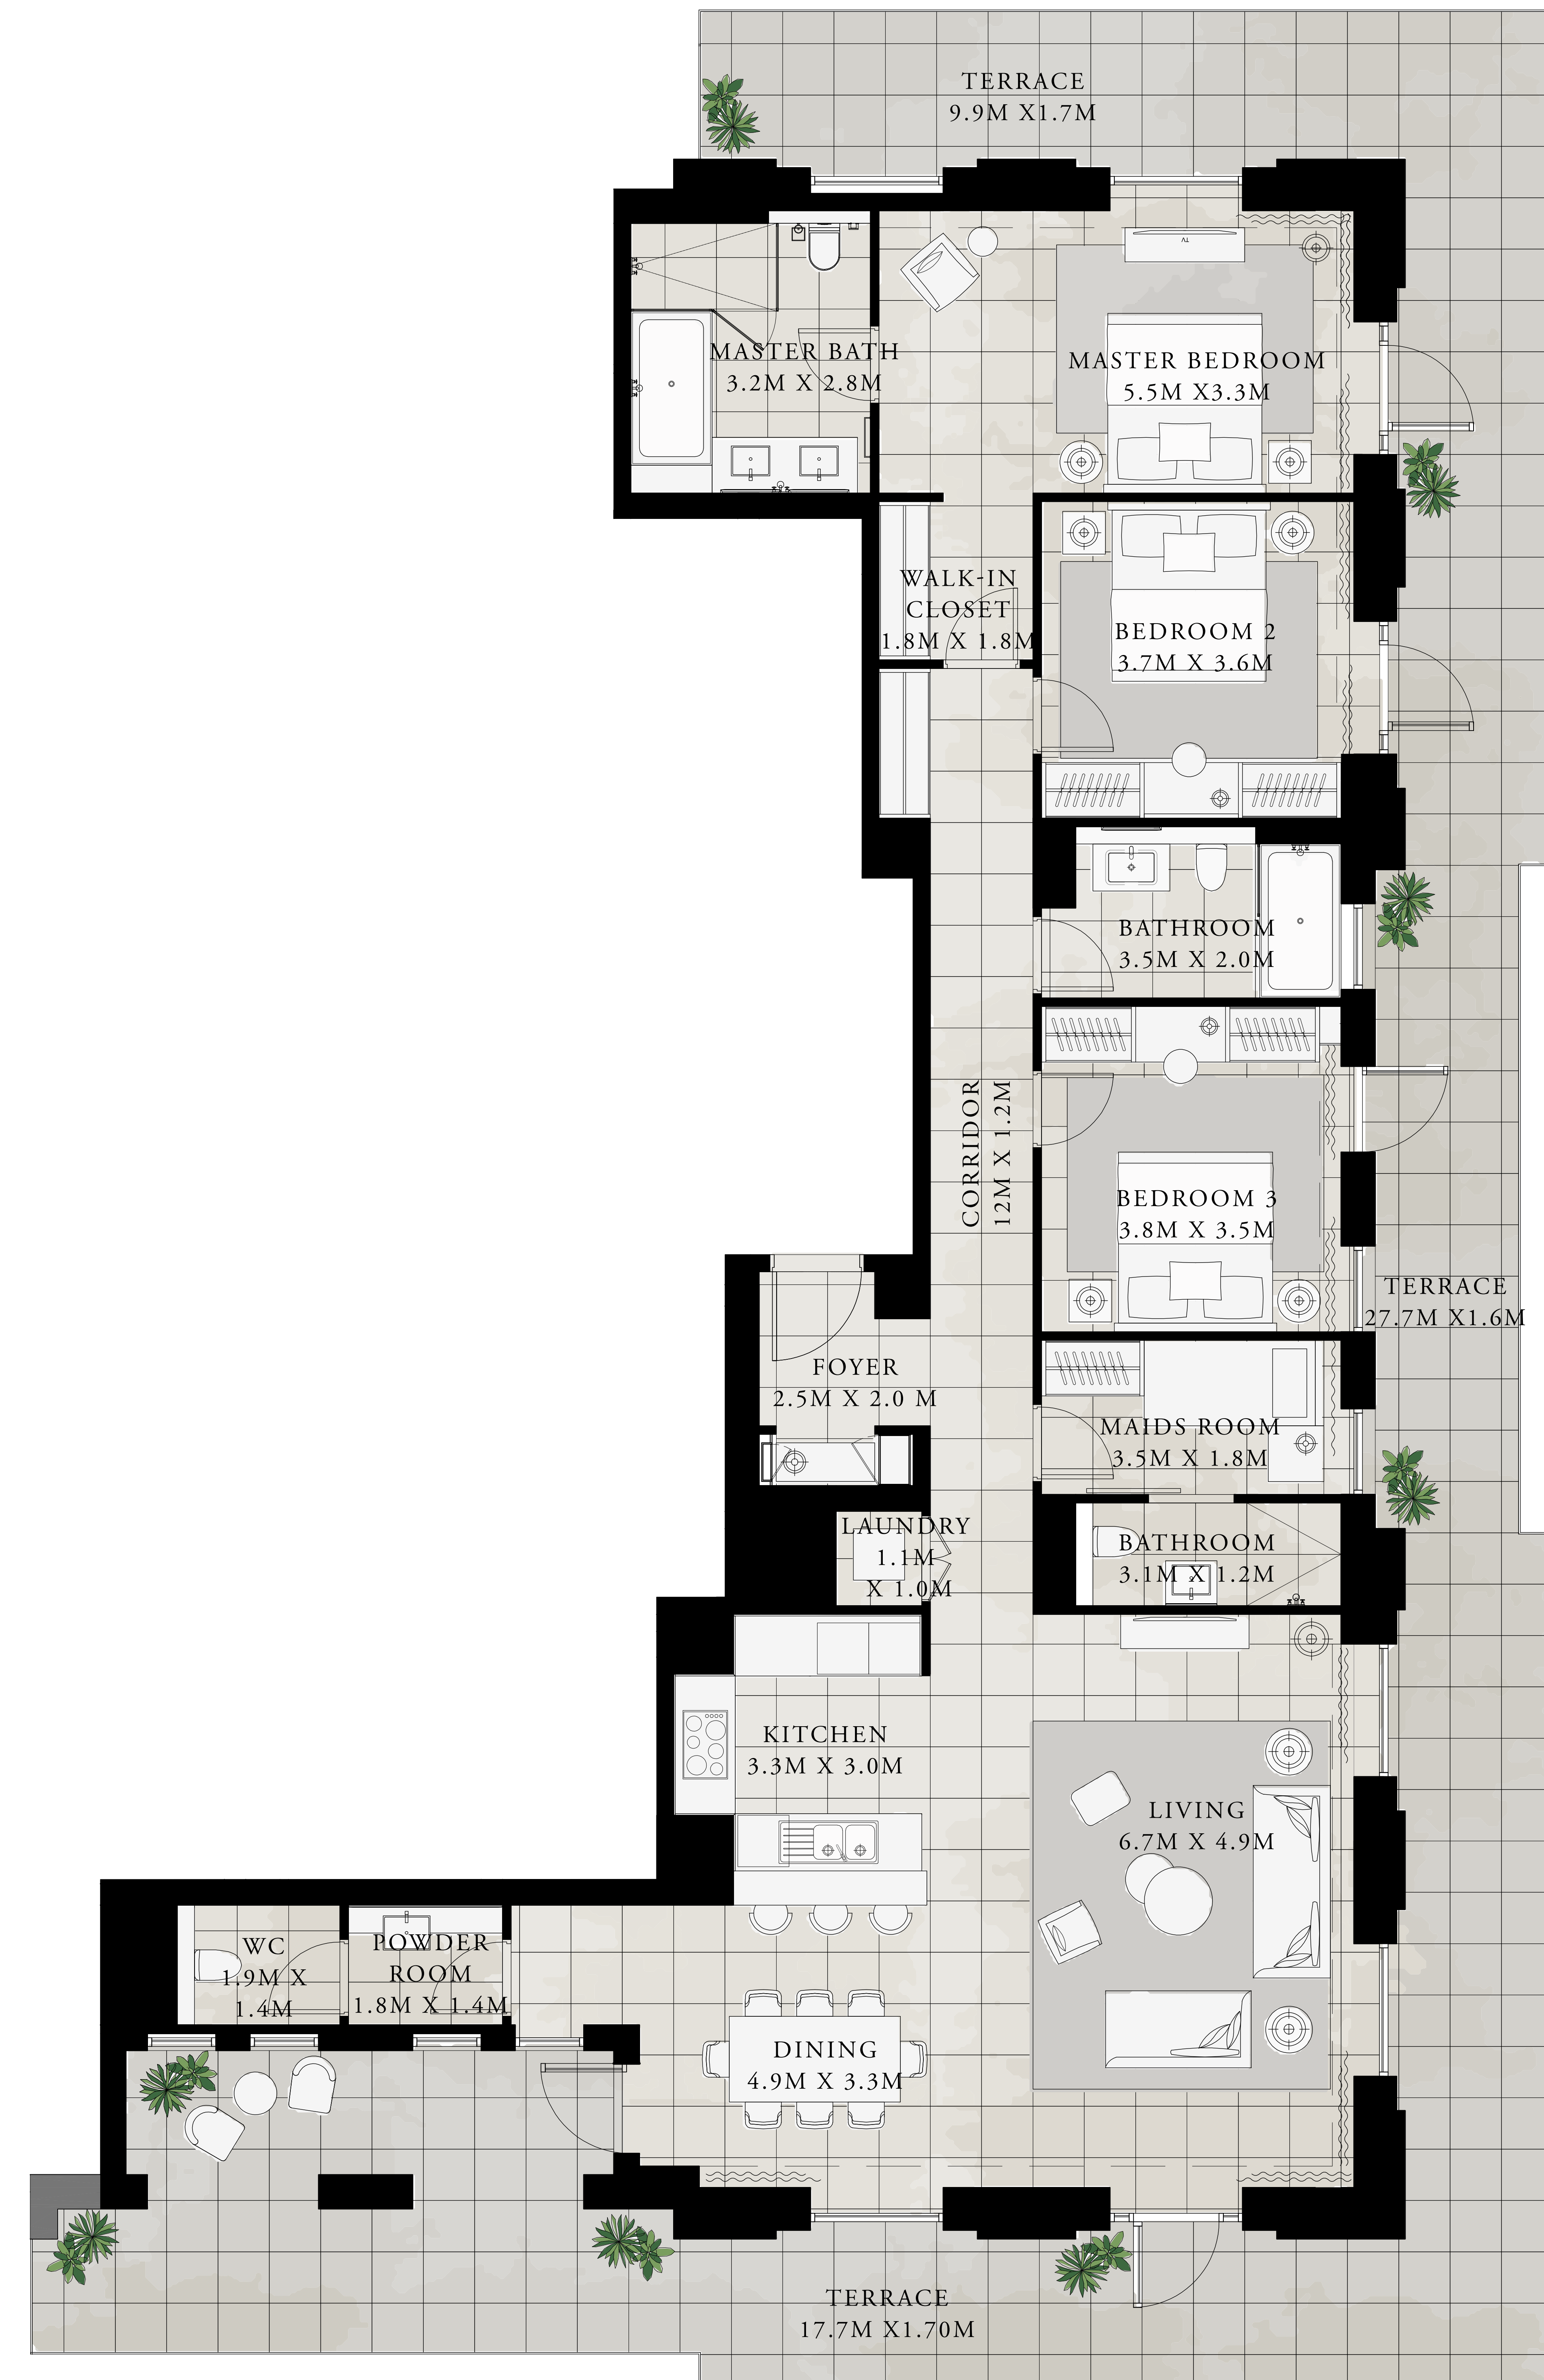 TERRACE
9.9M X1.7M
TV
MASTER BATH
3.2M X 2.8M
MASTER BEDROOM
5.5M X3.3M
WALK-IN
CLOSET
1.8M X 1.8M
BEDROOM 2
3.7M X 3.6M
BATHROOM
3.5M X 2.0M
CORRIDOR
12M X 1.2M
BEDROOM 3
3.8M X 3.5M
TERRACE
27.7M X1.6M
FOYER
2.5M X 2.0 M
MAIDS ROOM
3.5M X 1.8M
LAUNDRY
1.1M
X 1.0M
BATHROOM
3.1M X 1.2M
KITCHEN
3.3M X 3.0M
LIVING
6.7M X 4.9M
WC
1.9M X
1.4M
POWDER
ROOM
1.8M X 1.4M
DINING
4.9M X 3.3M
TERRACE
17.7M X1.70M